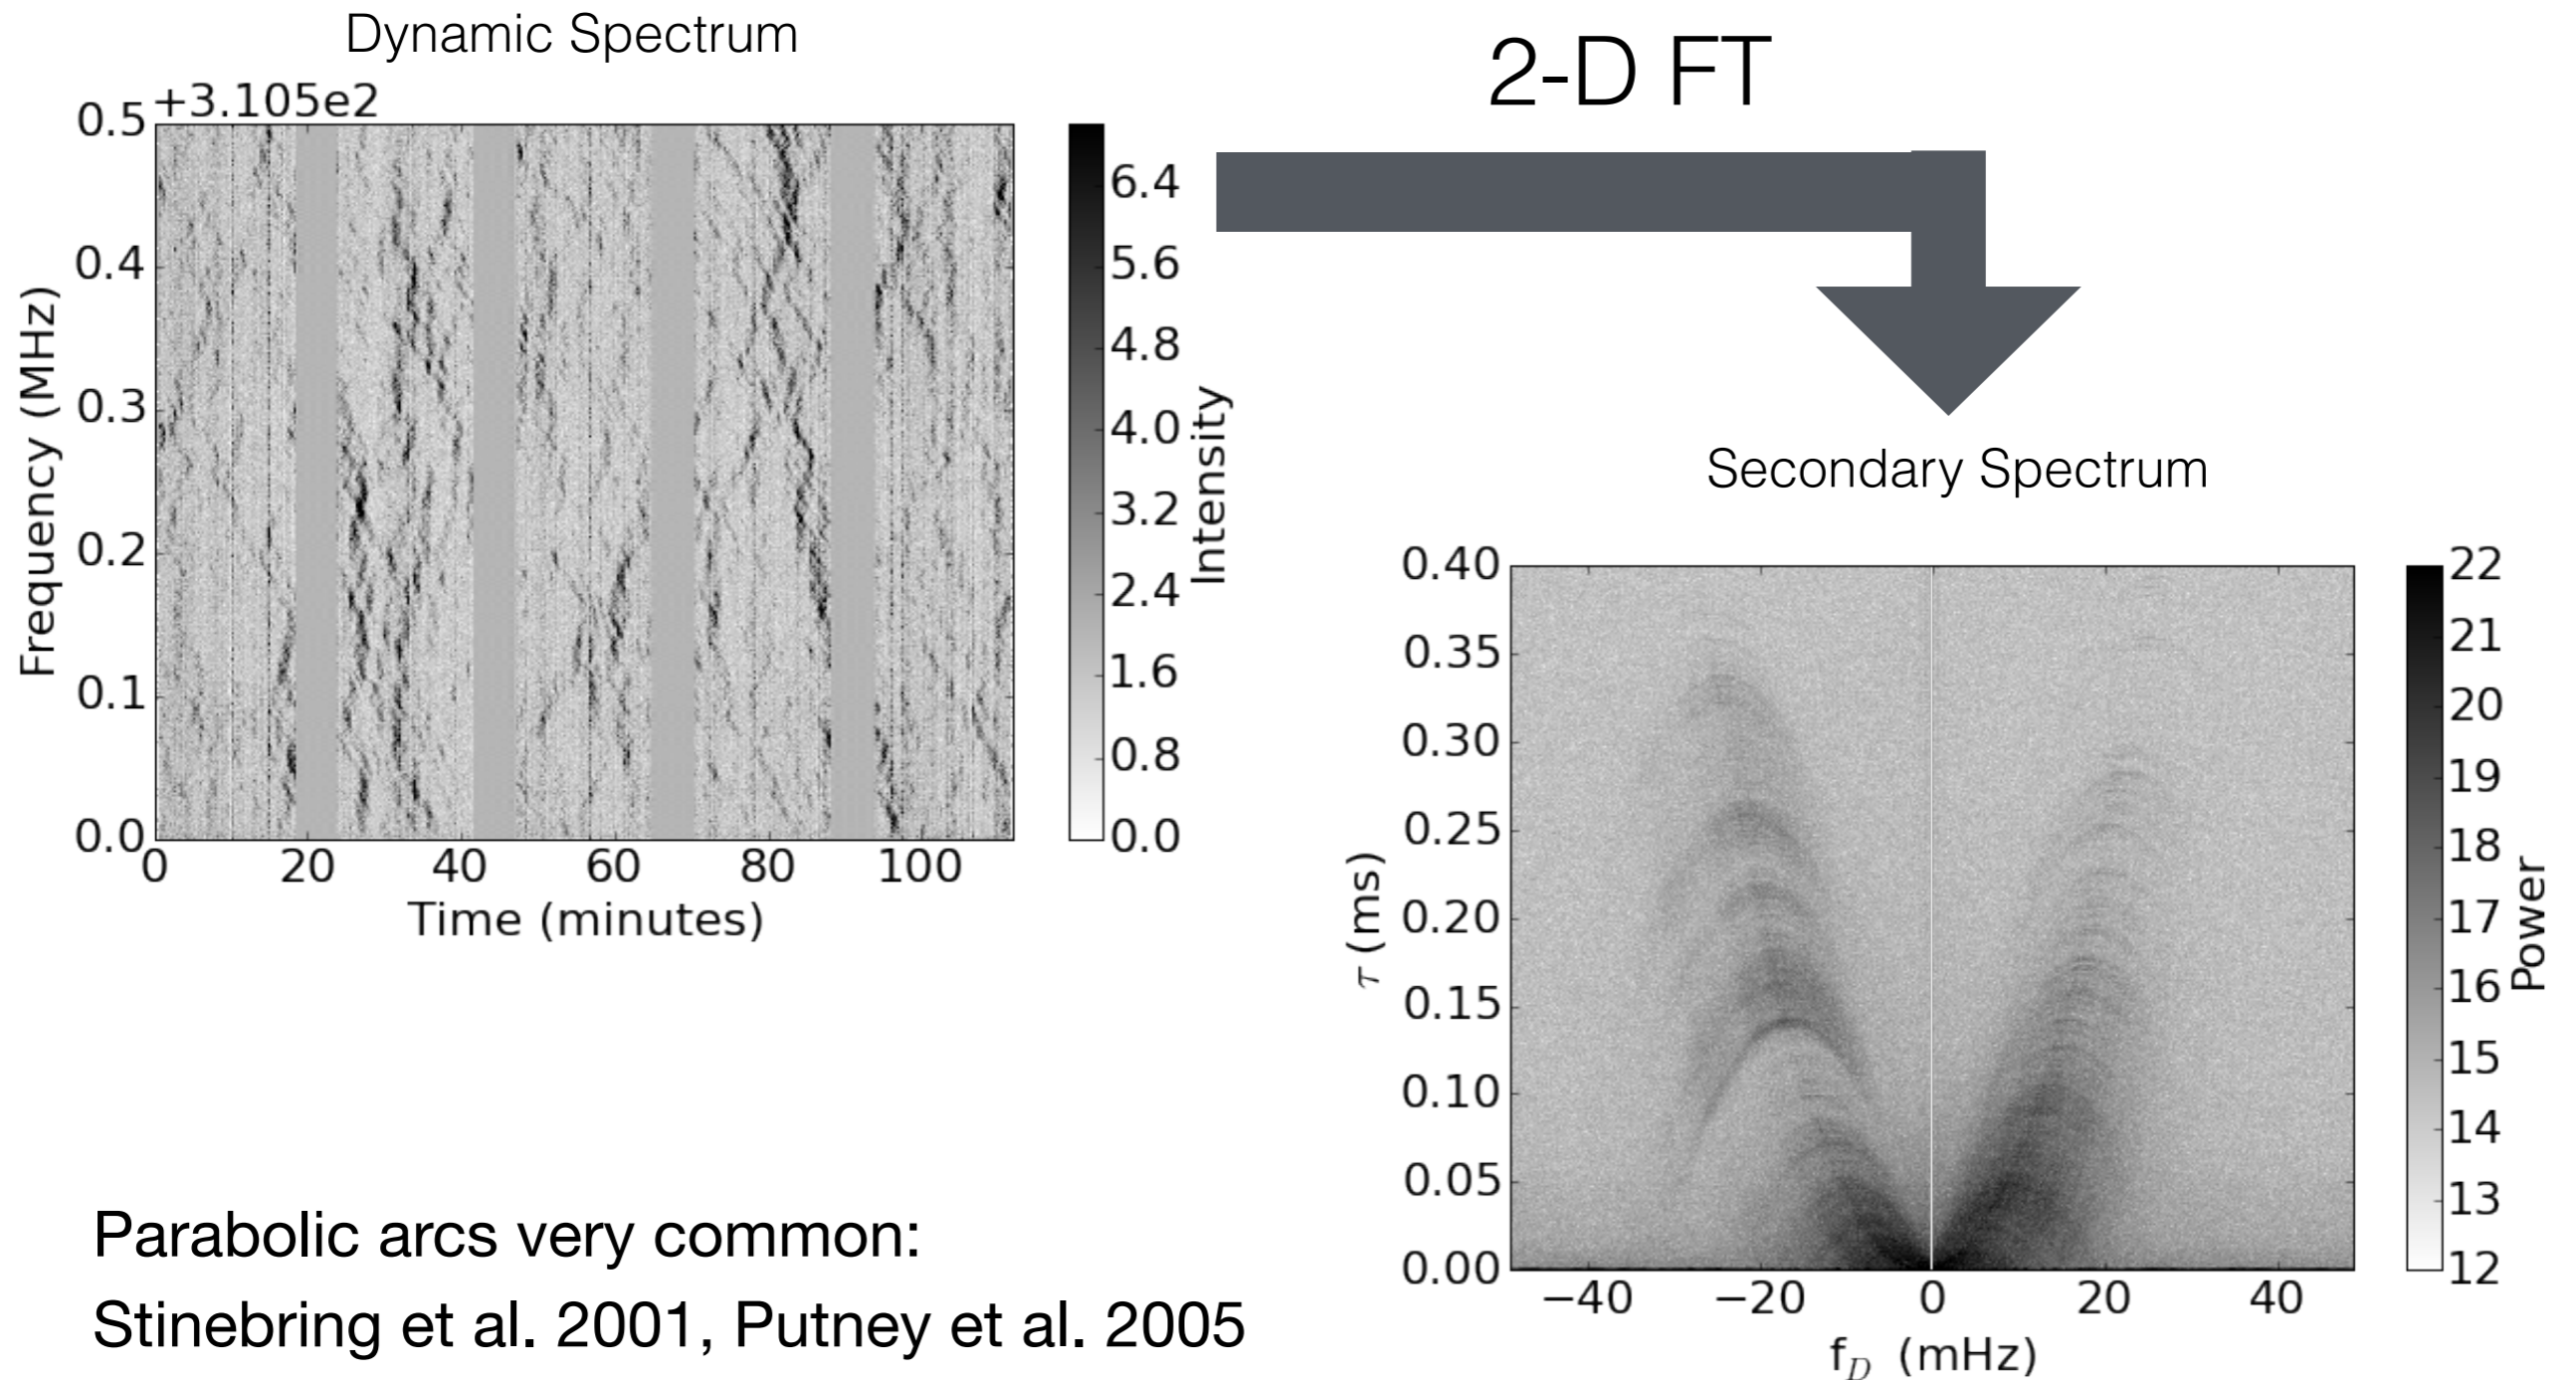 Dynamic Spectrum
2-D FT
+3.105e2
0.5
0.4
0.3
0.2
0.1
0.0
Frequency (MHz)
0 20 40 60 80 100
Time (minutes)
6.4
5.6
4.8
4.0
3.2
2.4
1.6
0.8
0.0
Intensity
Secondary Spectrum
0.40
0.35
0.30
0.25
0.20
0.15
0.10
0.05
0.00
τ (ms)
−40 −20 0 20 40
f_D (mHz)
22
21
20
19
18
17
16
15
14
13
12
Power
Parabolic arcs very common:
Stinebring et al. 2001, Putney et al. 2005